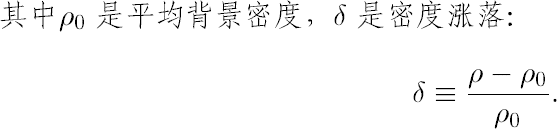 其中ρ₀ 是平均背景密度，δ 是密度涨落:
δ ≡ (ρ − ρ₀)/ρ₀.